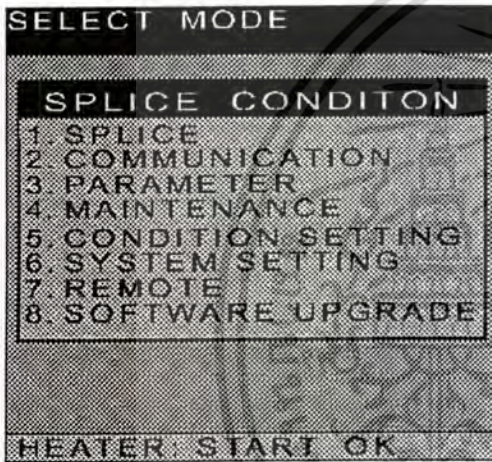 SELECT MODE
SPLICE CONDITON
1. SPLICE
2. COMMUNICATION
3. PARAMETER
4. MAINTENANCE
5. CONDITION SETTING
6. SYSTEM SETTING
7. REMOTE
8. SOFTWARE UPGRADE
HEATER: START OK